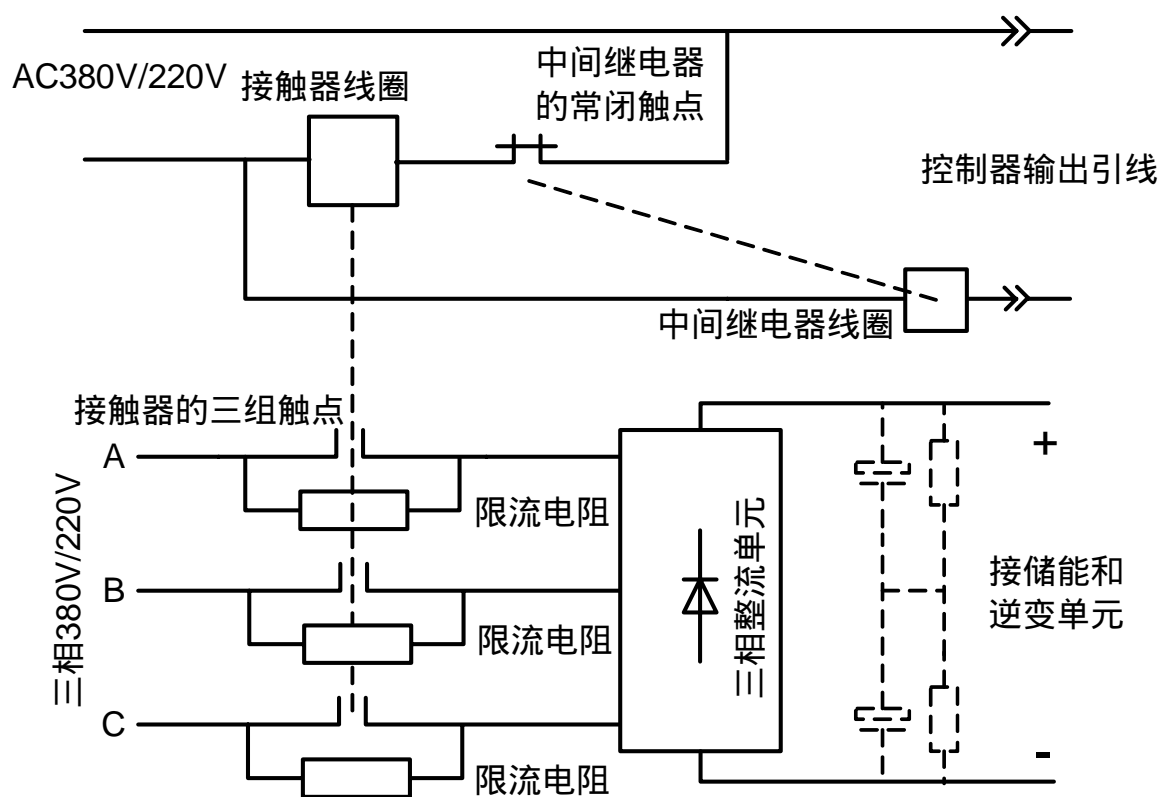 AC380V/220V
接触器线圈
中间继电器
的常闭触点
控制器输出引线
中间继电器线圈
接触器的三组触点
A
限流电阻
B
限流电阻
C
限流电阻
三相380V/220V
三相整流单元
+
接储能和
逆变单元
-